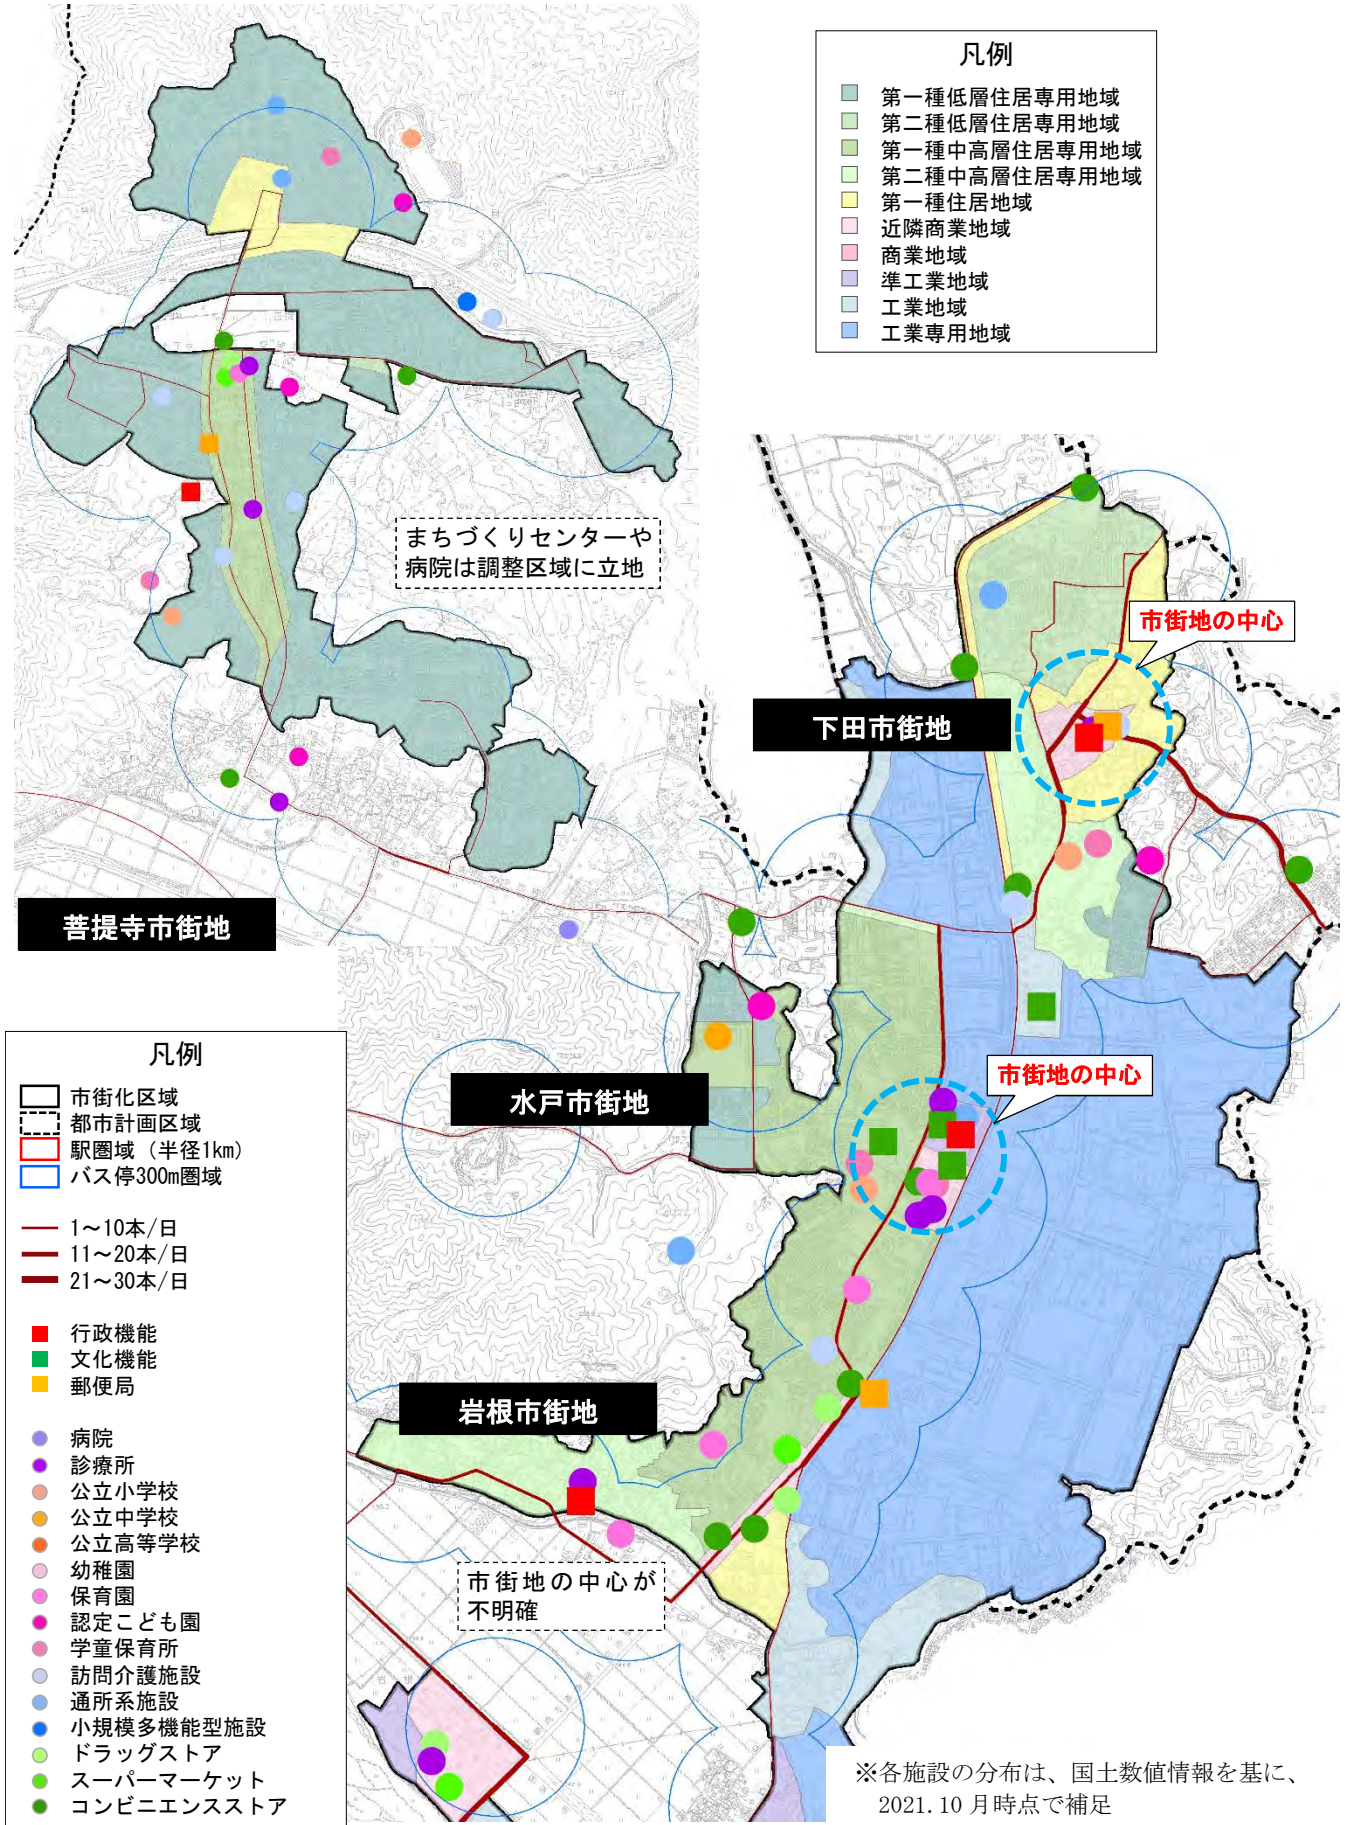 凡例
第一種低層住居専用地域
第二種低層住居専用地域
第一種中高層住居専用地域
第二種中高層住居専用地域
第一種住居地域
近隣商業地域
商業地域
準工業地域
工業地域
工業専用地域
まちづくりセンターや
病院は調整区域に立地
市街地の中心
下田市街地
菩提寺市街地
市街地の中心
水戸市街地
岩根市街地
市街地の中心が
不明確
凡例
市街化区域
都市計画区域
駅圏域（半径1km）
バス停300m圏域
1～10本/日
11～20本/日
21～30本/日
行政機能
文化機能
郵便局
病院
診療所
公立小学校
公立中学校
公立高等学校
幼稚園
保育園
認定こども園
学童保育所
訪問介護施設
通所系施設
小規模多機能型施設
ドラッグストア
スーパーマーケット
コンビニエンスストア
※各施設の分布は、国土数値情報を基に、
2021.10月時点で補足